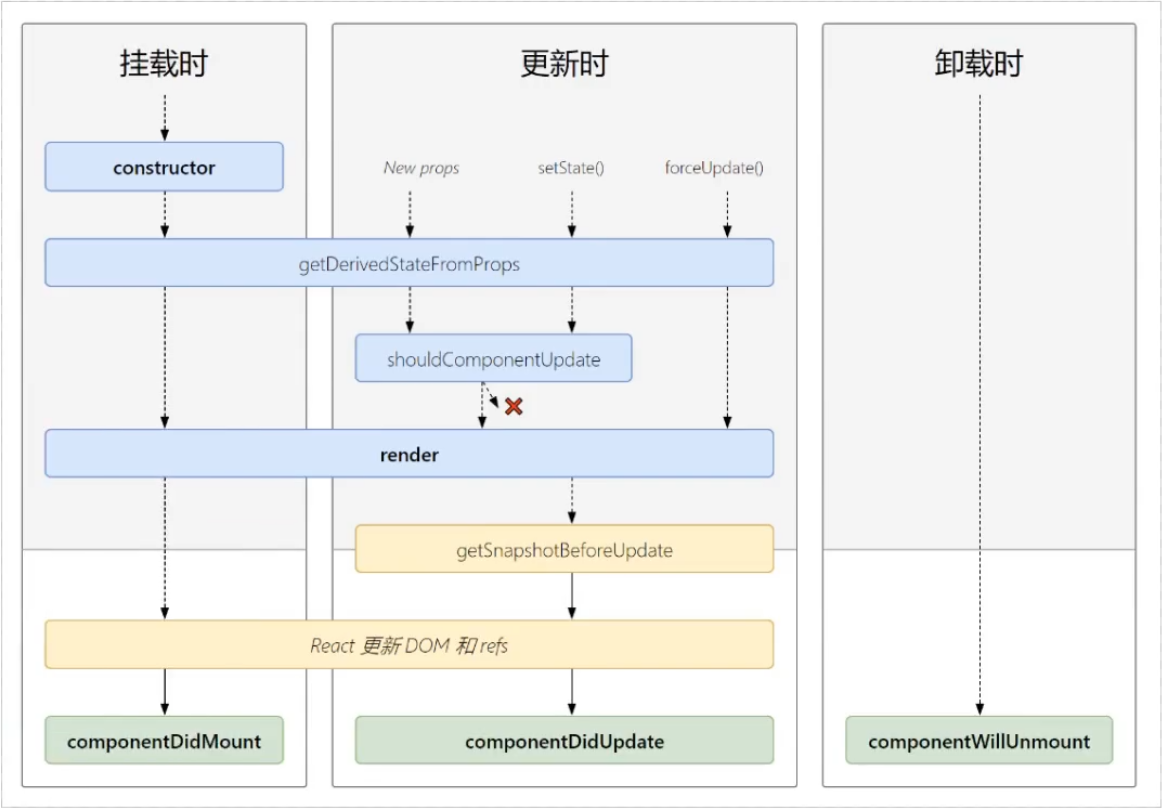 挂载时
更新时
卸载时
constructor
New props
setState()
forceUpdate()
getDerivedStateFromProps
shouldComponentUpdate
render
getSnapshotBeforeUpdate
React 更新 DOM 和 refs
componentDidMount
componentDidUpdate
componentWillUnmount